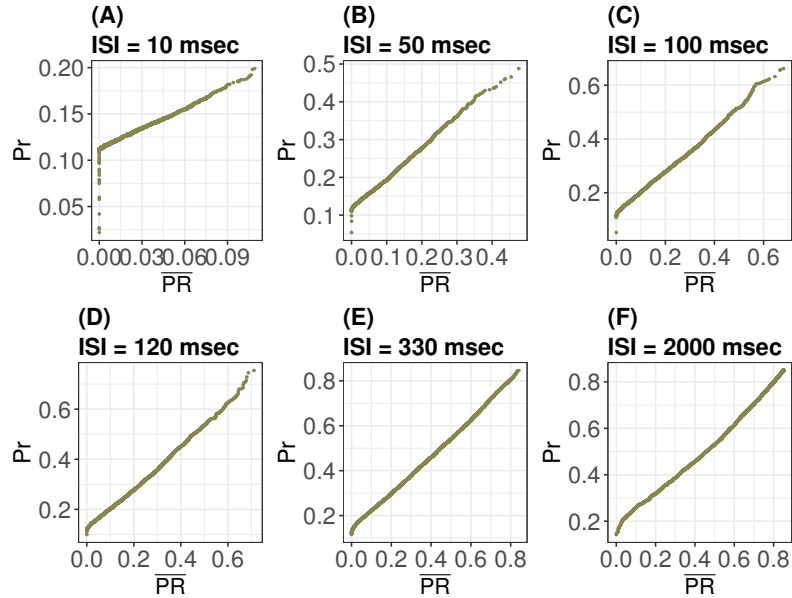 (A)
ISI = 10 msec
0.20
0.15
0.10
0.05
Pr
0.00 0.03 0.06 0.09
PR
(B)
ISI = 50 msec
0.5
0.4
0.3
0.2
0.1
Pr
0.0 0.1 0.2 0.3 0.4
PR
(C)
ISI = 100 msec
0.6
0.4
0.2
Pr
0.0 0.2 0.4 0.6
PR
(D)
ISI = 120 msec
0.6
0.4
0.2
Pr
0.0 0.2 0.4 0.6
PR
(E)
ISI = 330 msec
0.8
0.6
0.4
0.2
Pr
0.0 0.2 0.4 0.6 0.8
PR
(F)
ISI = 2000 msec
0.8
0.6
0.4
0.2
Pr
0.0 0.2 0.4 0.6 0.8
PR